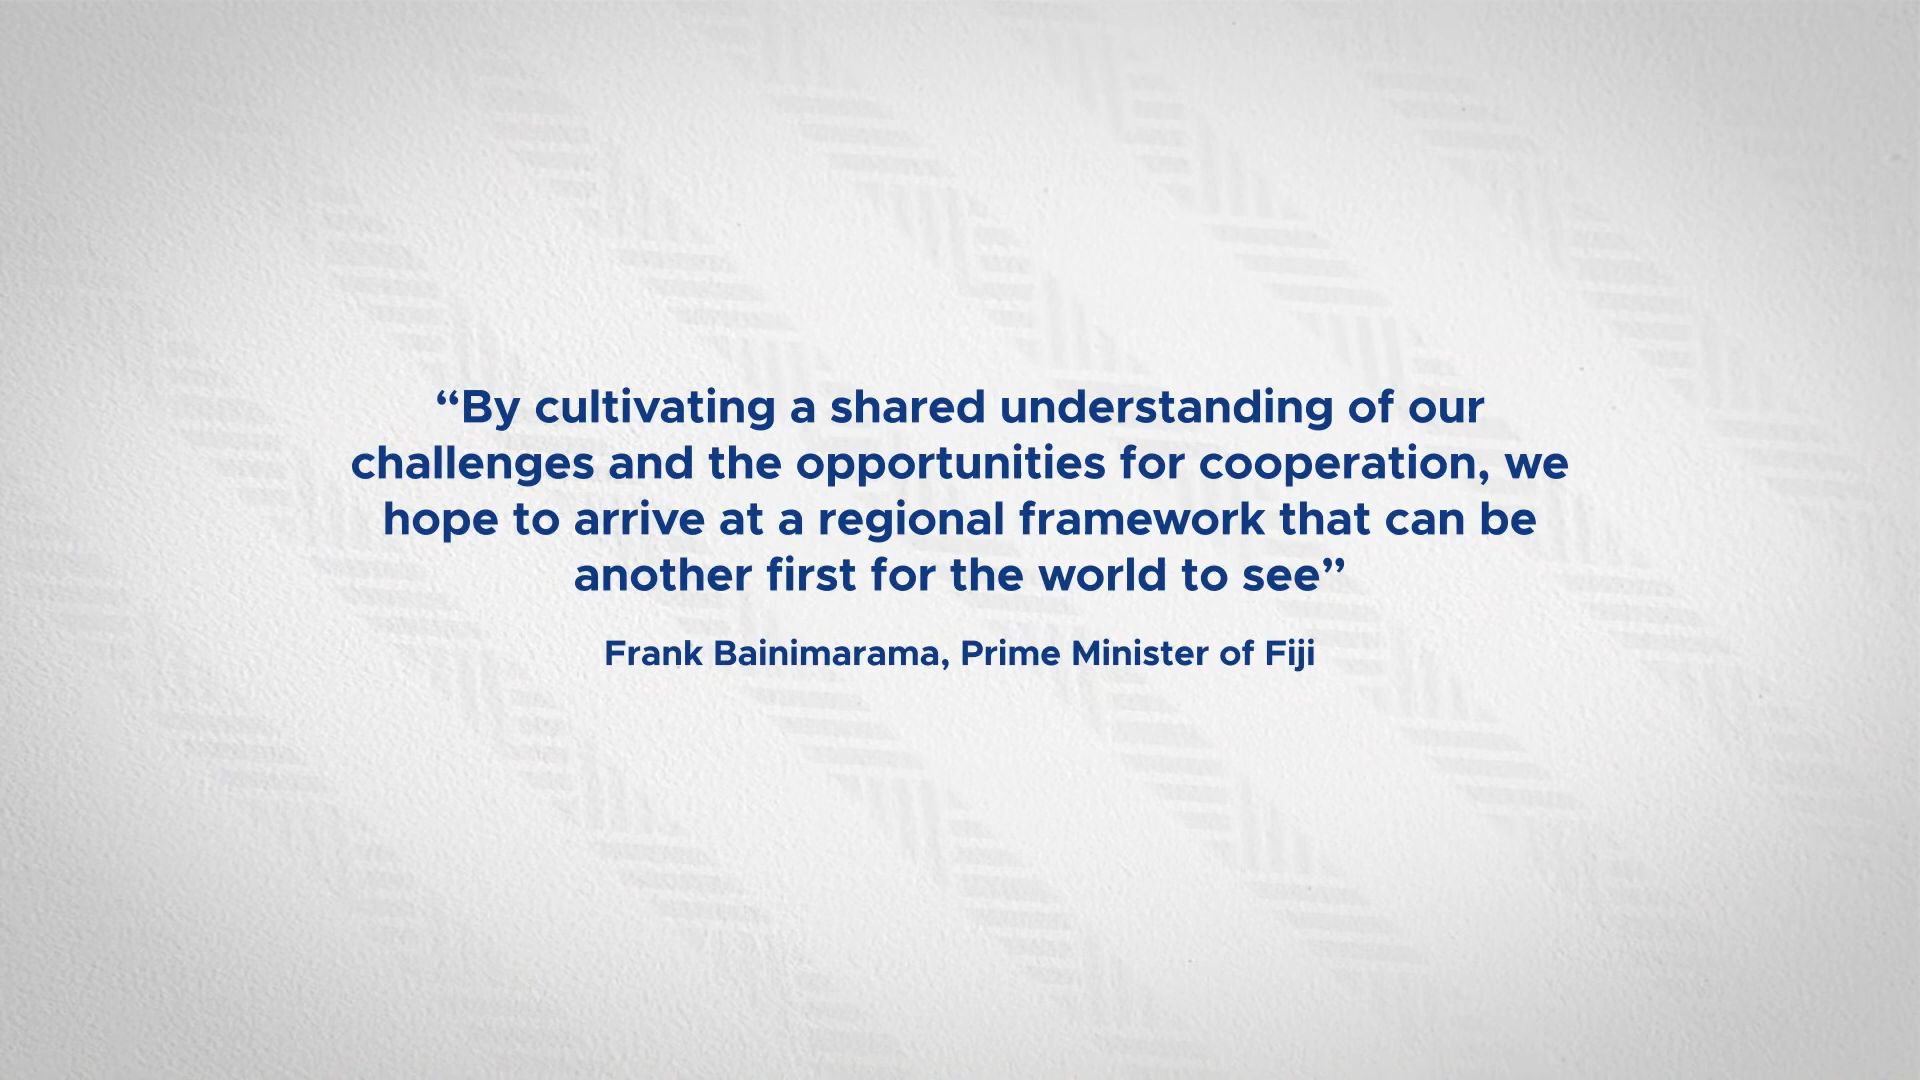 “By cultivating a shared understanding of our
challenges and the opportunities for cooperation, we
hope to arrive at a regional framework that can be
another first for the world to see”
Frank Bainimarama, Prime Minister of Fiji